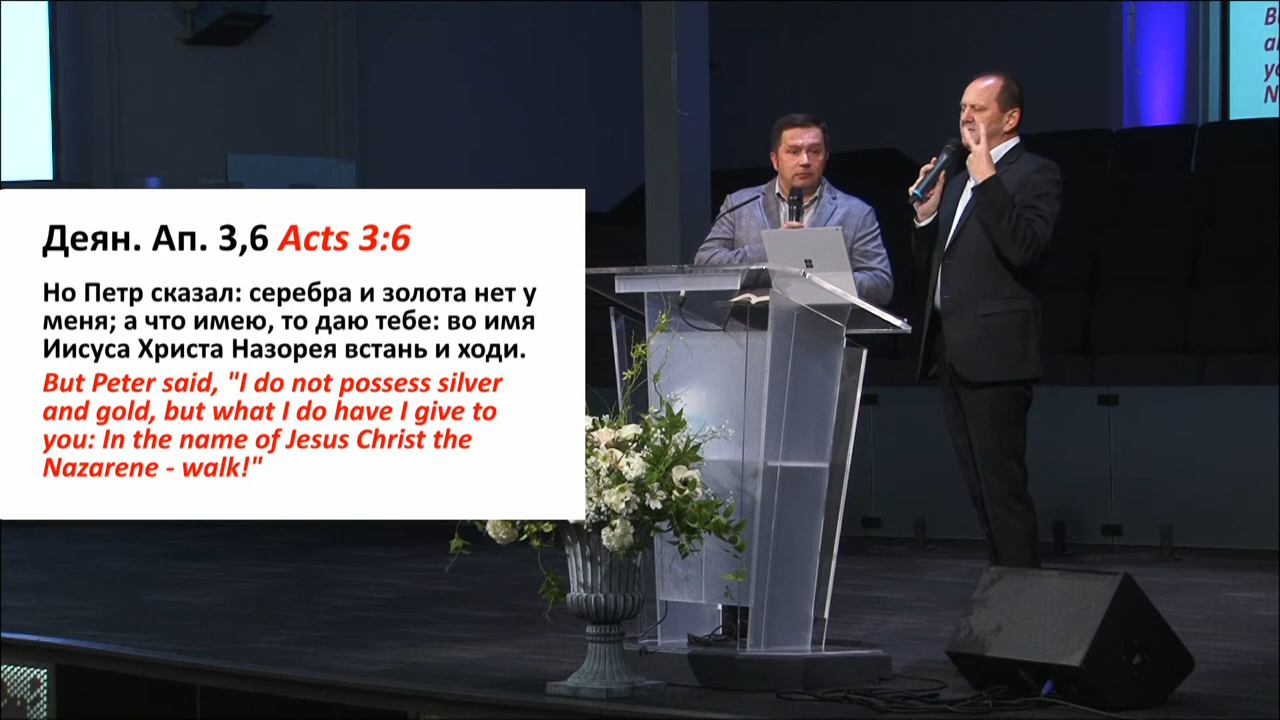 Деян. Ап. 3,6 Acts 3:6
Но Петр сказал: серебра и золота нет у
меня; а что имею, то даю тебе: во имя
Иисуса Христа Назорея встань и ходи.
But Peter said, "I do not possess silver
and gold, but what I do have I give to
you: In the name of Jesus Christ the
Nazarene - walk!"